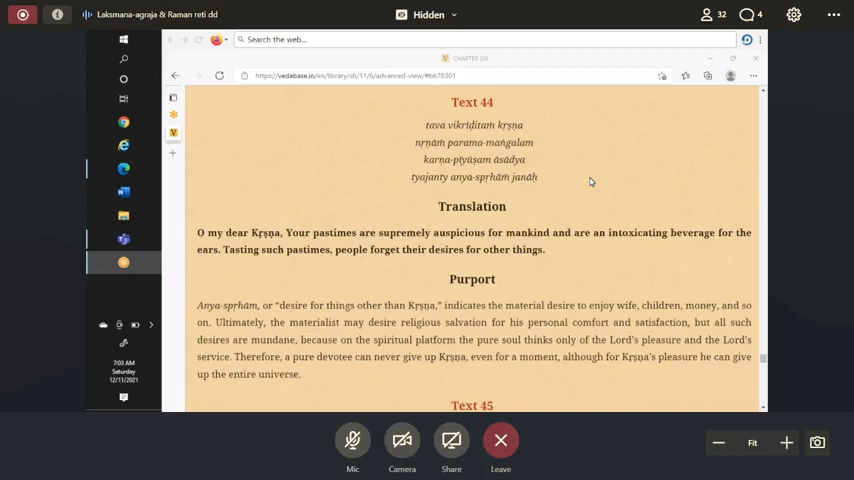 Laksmana-agraja & Raman reti dd
Hidden
32
4
Search the web...
CHAPTER SIX
https://vedabase.io/en/library/sb/11/6/advanced-view/#bb78301
Text 44
tava vikrīḍitaṁ kṛṣṇa
nṛṇāṁ parama-maṅgalam
karṇa-pīyūṣam āsādya
tyajanty anya-spṛhāṁ janāḥ
Translation
O my dear Kṛṣṇa, Your pastimes are supremely auspicious for mankind and are an intoxicating beverage for the
ears. Tasting such pastimes, people forget their desires for other things.
Purport
Anya-spṛhām, or “desire for things other than Kṛṣṇa,” indicates the material desire to enjoy wife, children, money, and so
on. Ultimately, the materialist may desire religious salvation for his personal comfort and satisfaction, but all such
desires are mundane, because on the spiritual platform the pure soul thinks only of the Lord’s pleasure and the Lord’s
service. Therefore, a pure devotee can never give up Kṛṣṇa, even for a moment, although for Kṛṣṇa’s pleasure he can give
up the entire universe.
Text 45
7:03 AM
Saturday
12/11/2021
Mic
Camera
Share
Leave
Fit